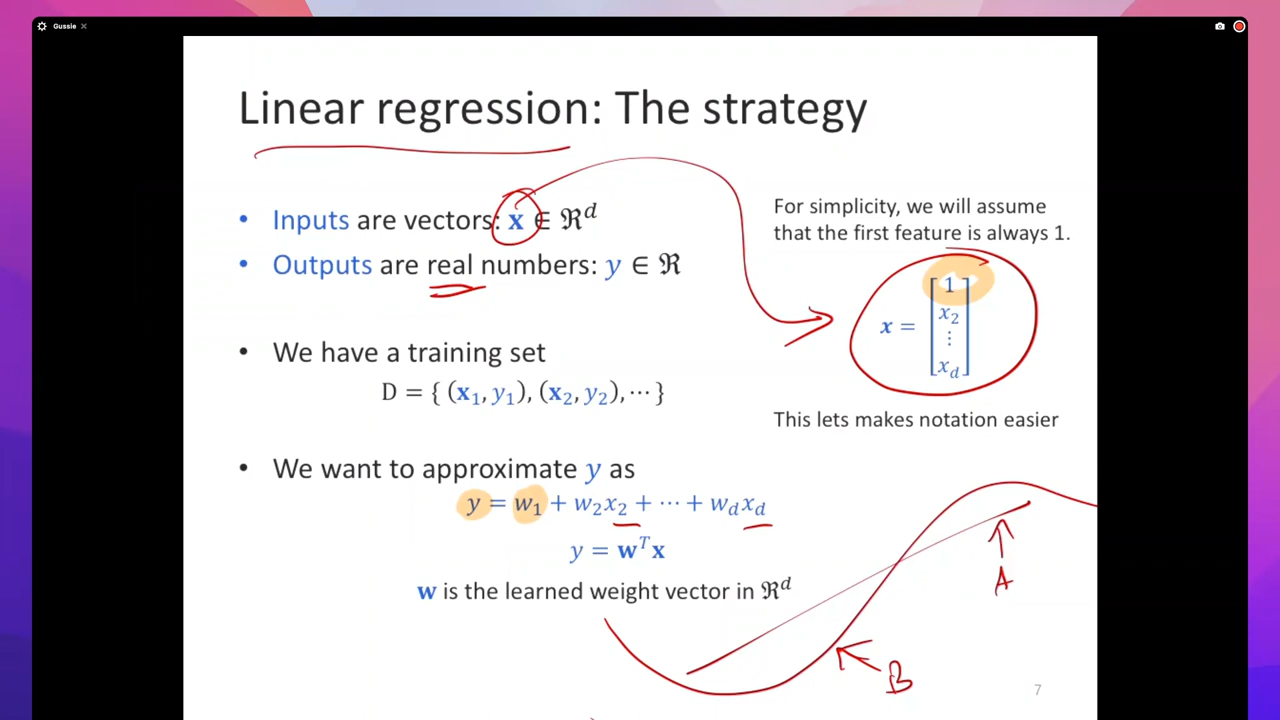 Gussie
Linear regression: The strategy
• Inputs are vectors: x ∈ ℜ^d
• Outputs are real numbers: y ∈ ℜ
• We have a training set
D = { (x_1, y_1), (x_2, y_2), ⋯ }
• We want to approximate y as
y = w_1 + w_2x_2 + ⋯ + w_dx_d
y = w^T x
w is the learned weight vector in ℜ^d
For simplicity, we will assume
that the first feature is always 1.
x = [1
x_2
⋮
x_d]
This lets makes notation easier
A
B
7